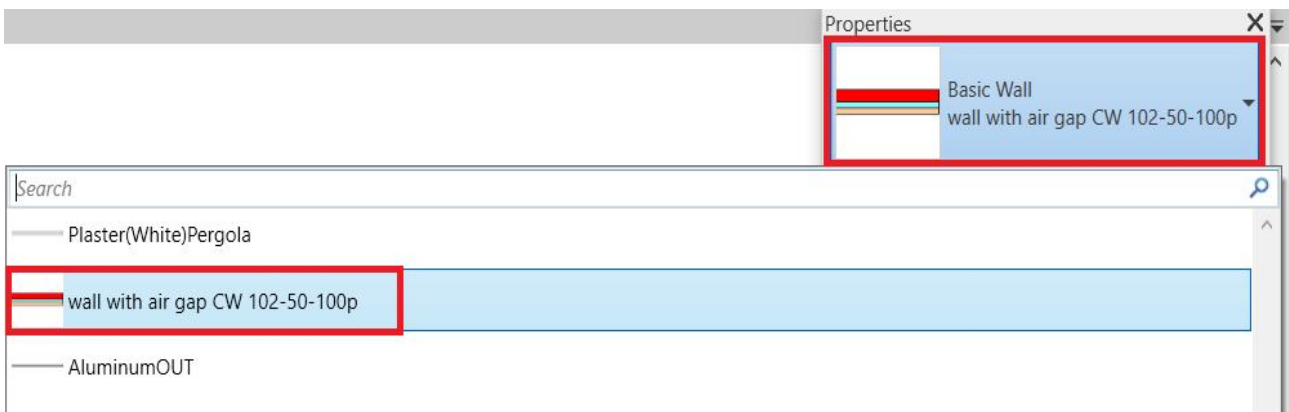 Properties
Basic Wall
wall with air gap CW 102-50-100p
Search
Plaster(White)Pergola
wall with air gap CW 102-50-100p
AluminumOUT